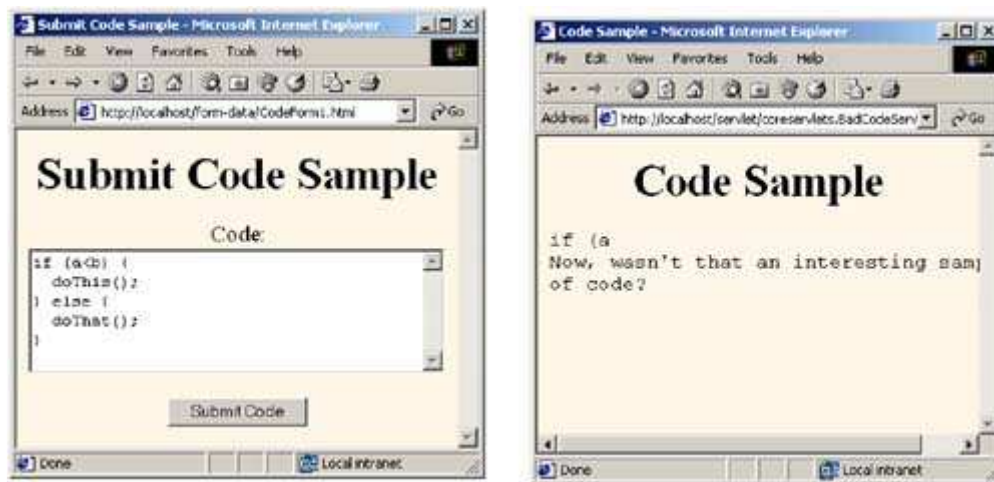 Submit Code Sample - Microsoft Internet Explorer
File Edit View Favorites Tools Help
Address http://localhost/form-data/CodeForm1.html Go
Submit Code Sample
Code:
if (a<b) {
doThis();
} else {
doThat();
}
Submit Code
Done Local intranet
Code Sample - Microsoft Internet Explorer
File Edit View Favorites Tools Help
Address http://localhost/servlet/coreservlets.BadCodeServ Go
Code Sample
if (a
Now, wasn't that an interesting samp
of code?
Done Local intranet